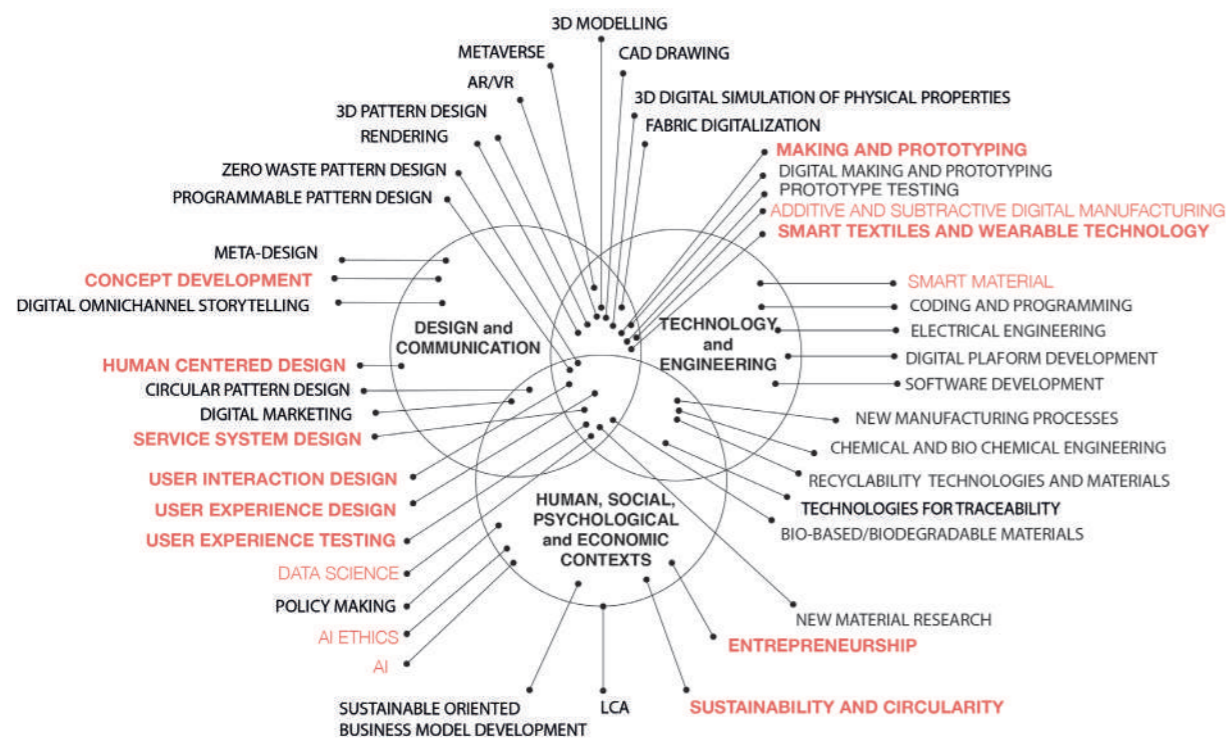 3D MODELLING
METAVERSE
CAD DRAWING
AR/VR
3D DIGITAL SIMULATION OF PHYSICAL PROPERTIES
3D PATTERN DESIGN
FABRIC DIGITALIZATION
RENDERING
MAKING AND PROTOTYPING
ZERO WASTE PATTERN DESIGN
DIGITAL MAKING AND PROTOTYPING
PROTOTYPE TESTING
PROGRAMMABLE PATTERN DESIGN
ADDITIVE AND SUBTRACTIVE DIGITAL MANUFACTURING
SMART TEXTILES AND WEARABLE TECHNOLOGY
META-DESIGN
CONCEPT DEVELOPMENT
DIGITAL OMNICHANNEL STORYTELLING
SMART MATERIAL
CODING AND PROGRAMMING
ELECTRICAL ENGINEERING
DIGITAL PLAFORM DEVELOPMENT
SOFTWARE DEVELOPMENT
DESIGN and
COMMUNICATION
TECHNOLOGY
and
ENGINEERING
HUMAN CENTERED DESIGN
CIRCULAR PATTERN DESIGN
DIGITAL MARKETING
SERVICE SYSTEM DESIGN
NEW MANUFACTURING PROCESSES
CHEMICAL AND BIO CHEMICAL ENGINEERING
RECYCLABILITY TECHNOLOGIES AND MATERIALS
TECHNOLOGIES FOR TRACEABILITY
BIO-BASED/BIODEGRADABLE MATERIALS
USER INTERACTION DESIGN
USER EXPERIENCE DESIGN
USER EXPERIENCE TESTING
HUMAN, SOCIAL,
PSYCHOLOGICAL
and ECONOMIC
CONTEXTS
DATA SCIENCE
POLICY MAKING
AI ETHICS
AI
NEW MATERIAL RESEARCH
ENTREPRENEURSHIP
SUSTAINABLE ORIENTED
BUSINESS MODEL DEVELOPMENT
LCA
SUSTAINABILITY AND CIRCULARITY